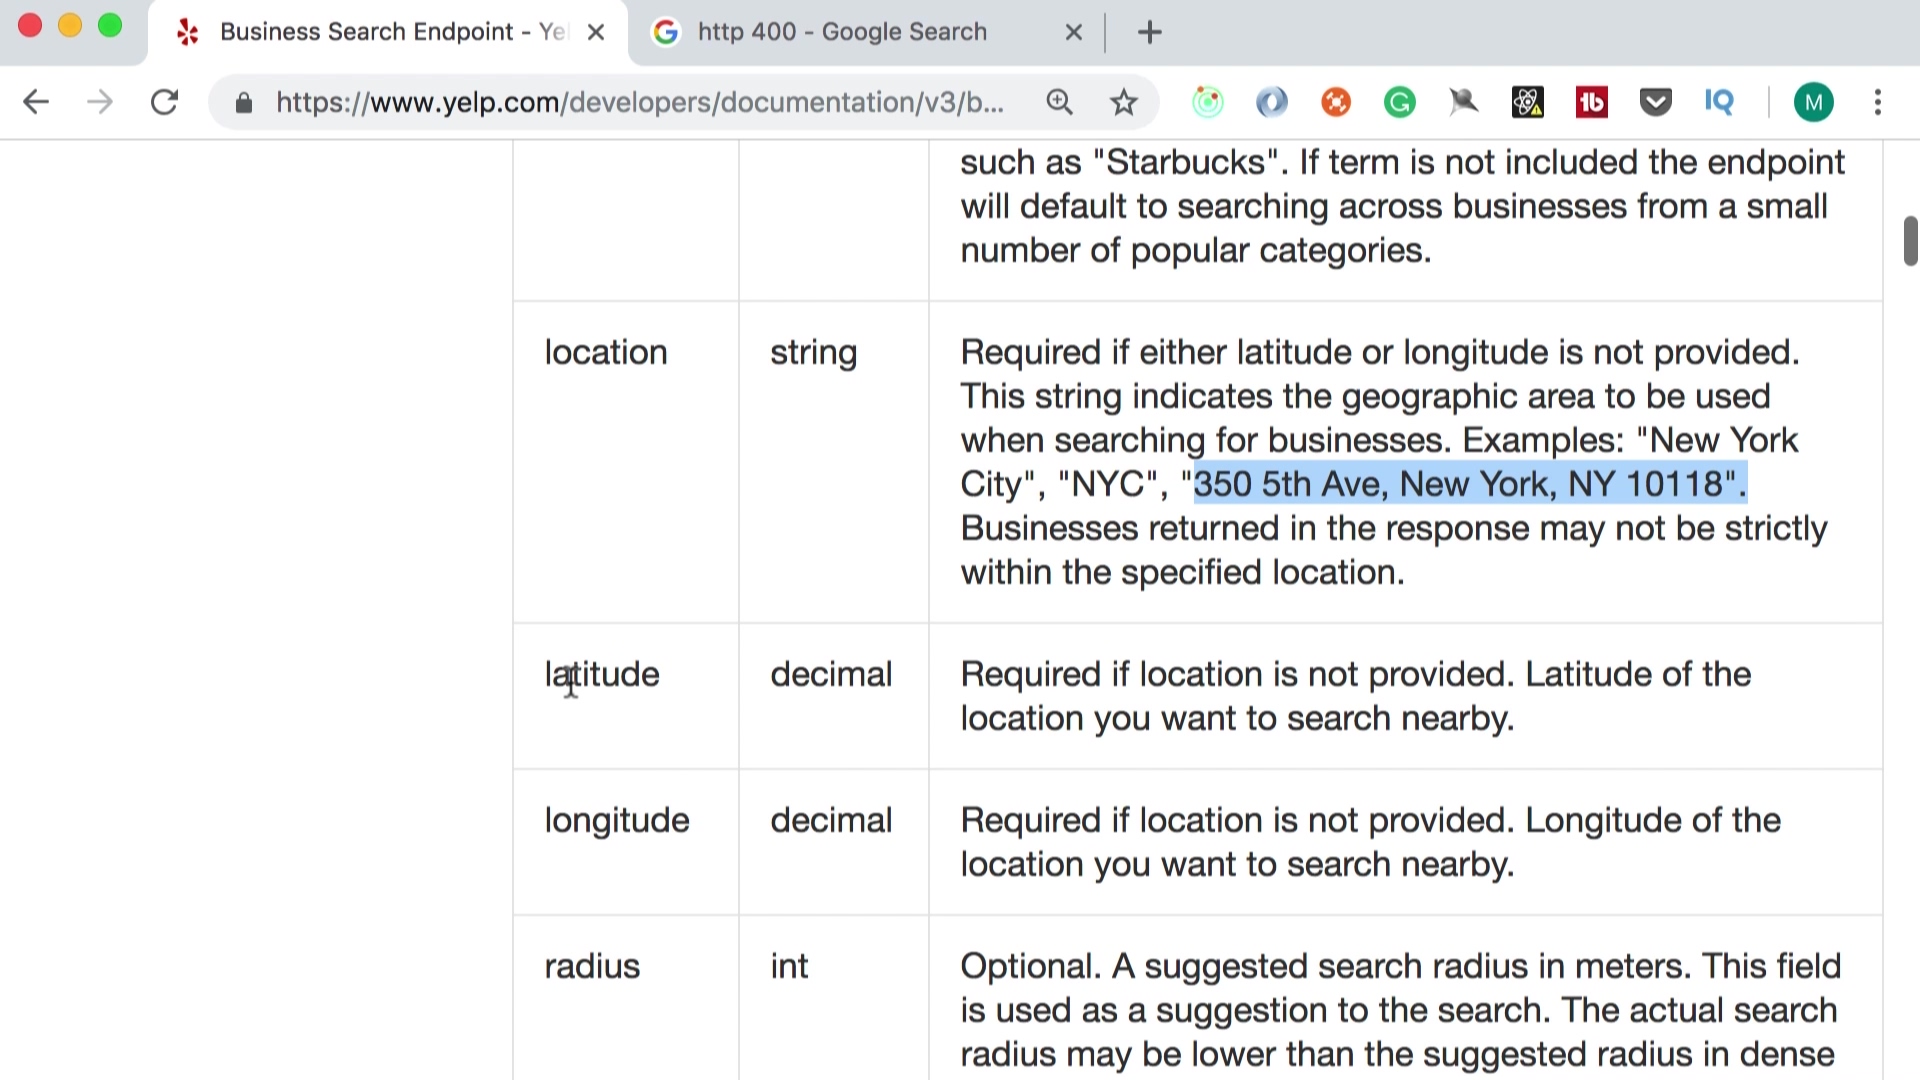 Business Search Endpoint - Yel
http 400 - Google Search
https://www.yelp.com/developers/documentation/v3/b...
IQ
M
such as "Starbucks". If term is not included the endpoint
will default to searching across businesses from a small
number of popular categories.
location
string
Required if either latitude or longitude is not provided.
This string indicates the geographic area to be used
when searching for businesses. Examples: "New York
City", "NYC", "350 5th Ave, New York, NY 10118".
Businesses returned in the response may not be strictly
within the specified location.
latitude
decimal
Required if location is not provided. Latitude of the
location you want to search nearby.
longitude
decimal
Required if location is not provided. Longitude of the
location you want to search nearby.
radius
int
Optional. A suggested search radius in meters. This field
is used as a suggestion to the search. The actual search
radius may be lower than the suggested radius in dense